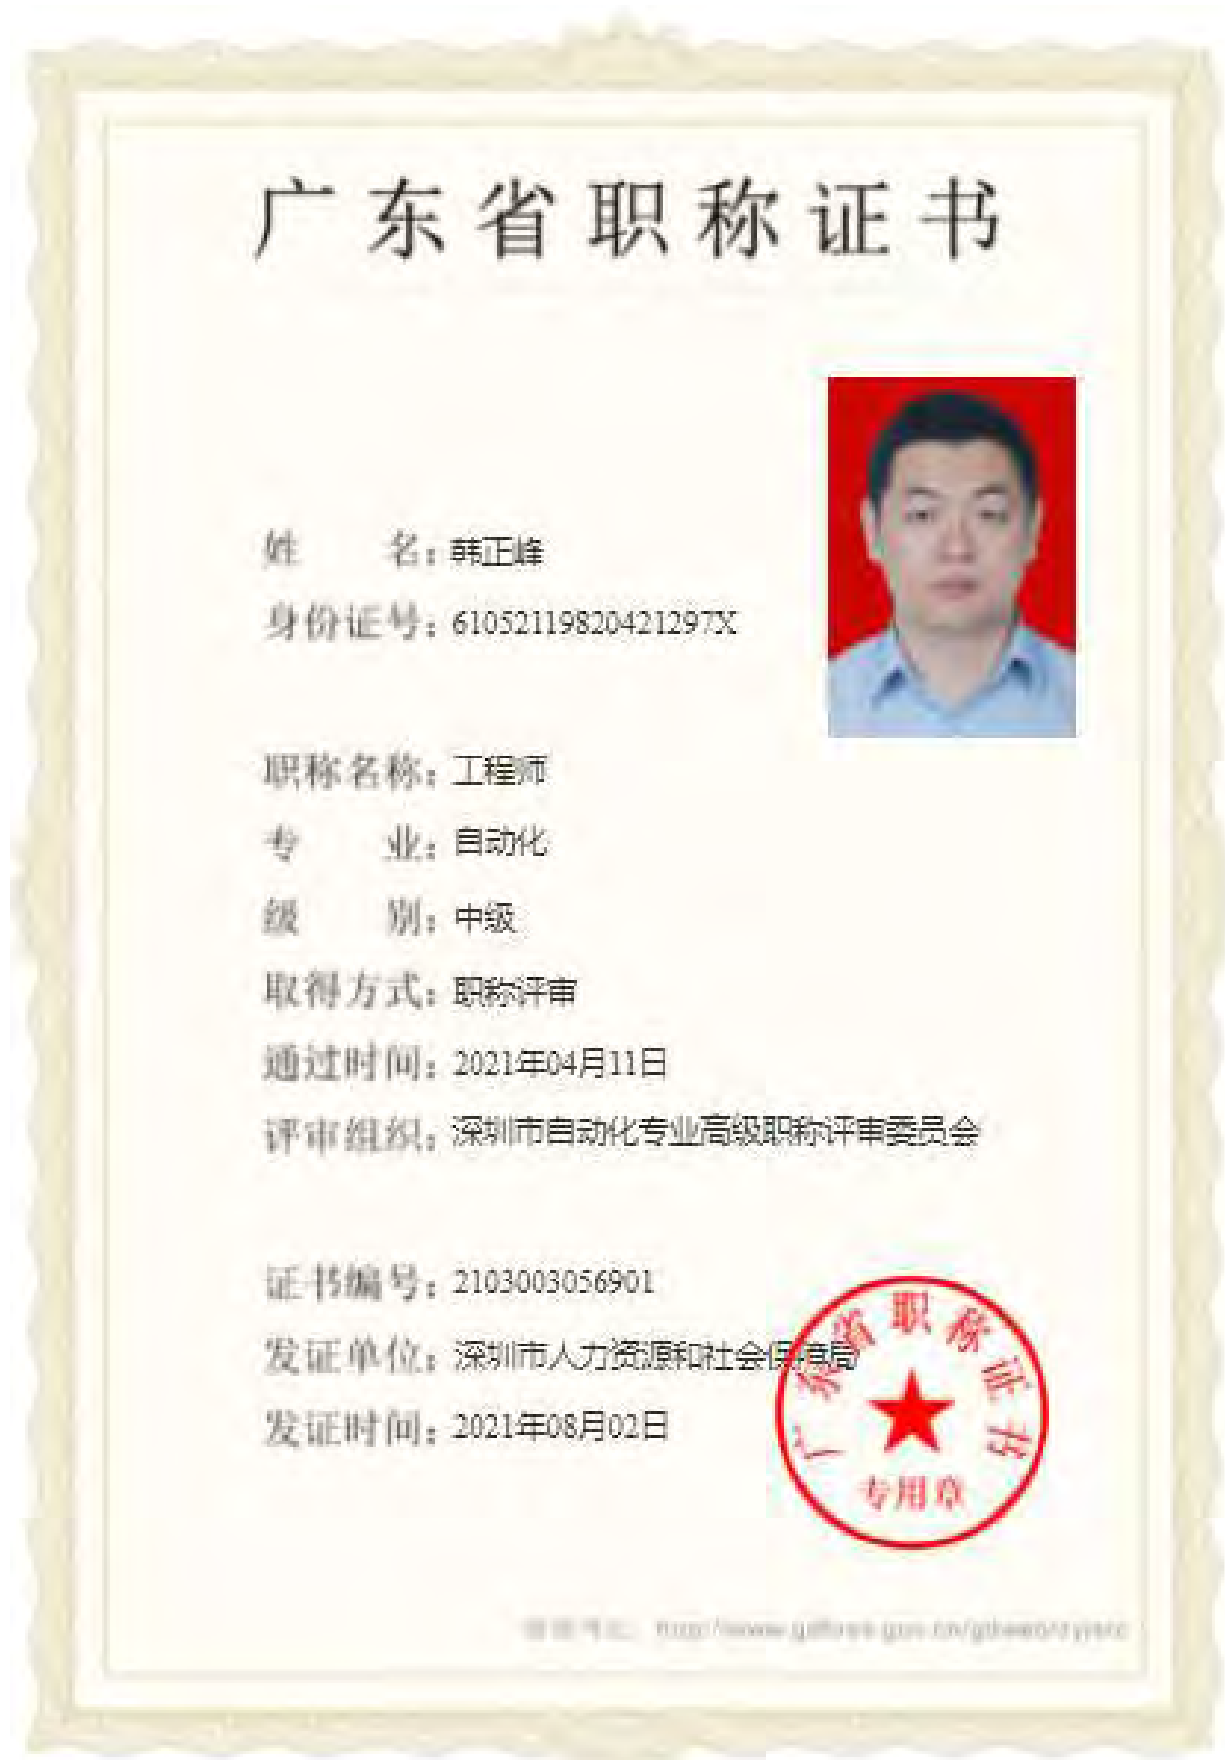 广东省职称证书
姓名：韩正峰
身份证号：61052119820421297X
职称名称：工程师
专业：自动化
级别：中级
取得方式：职称评审
通过时间：2021年04月11日
评审组织：深圳市自动化专业高级职称评审委员会
证书编号：2103003056901
发证单位：深圳市人力资源和社会保障局
发证时间：2021年08月02日
广东省职称证书
专用章